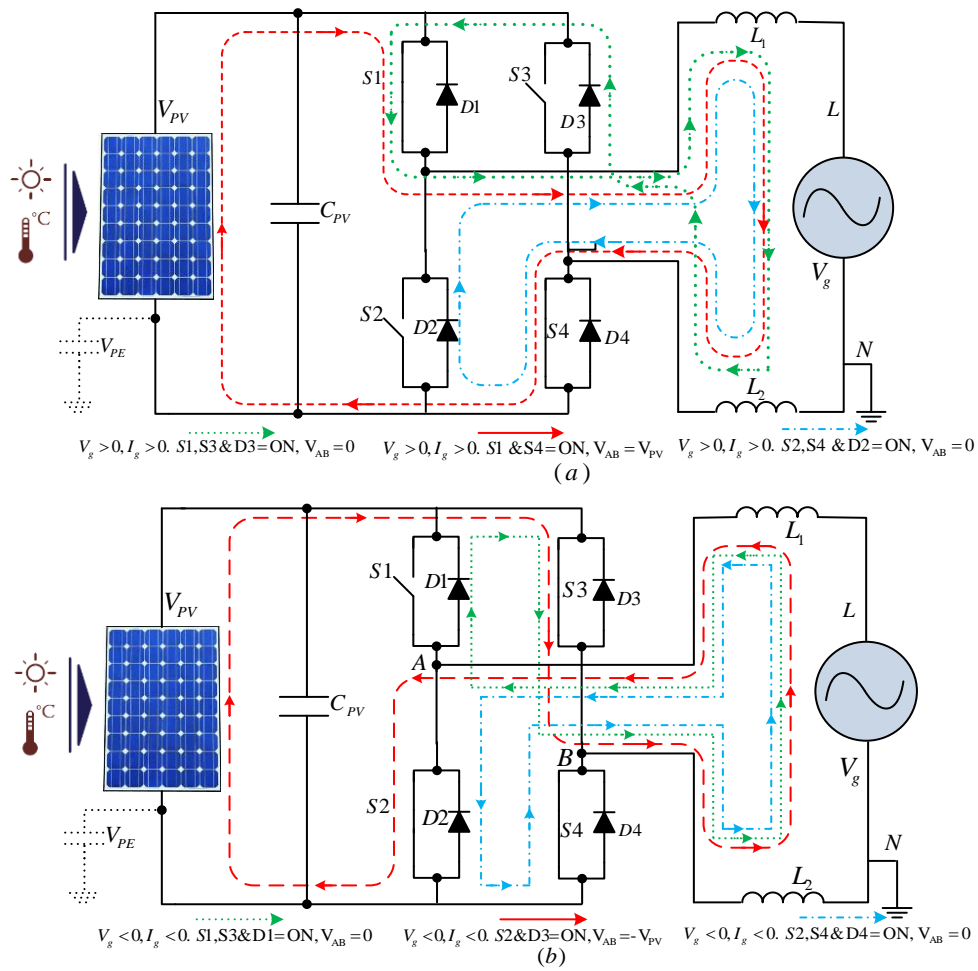 L₁
S1
D1
S3
D3
V_PV
L
°C
C_PV
V_g
S2
D2
S4
D4
V_PE
N
L₂
V_g >0, I_g >0. S1,S3&D3=ON, V_AB =0
V_g >0, I_g >0. S1 &S4=ON, V_AB = V_PV
V_g >0, I_g >0. S2,S4 &D2=ON, V_AB =0
(a)
L₁
S1
D1
S3
D3
V_PV
L
A
°C
C_PV
B
V_g
S2
D2
S4
D4
V_PE
N
L₂
V_g <0, I_g <0. S1,S3&D1=ON, V_AB =0
V_g <0, I_g <0. S2&D3=ON, V_AB =- V_PV
V_g <0, I_g <0. S2,S4&D4=ON, V_AB =0
(b)